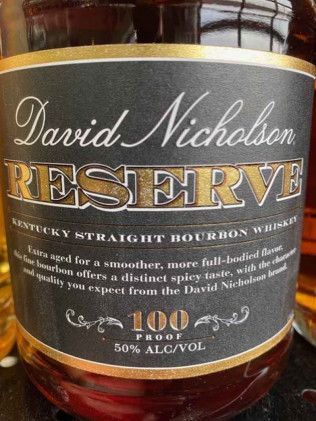 David Nicholson
RESERVE
KENTUCKY STRAIGHT BOURBON WHISKEY
Extra aged for a smoother, more full-bodied flavor,
this fine bourbon offers a distinct spicy taste, with the character
and quality you expect from the David Nicholson brand.
100
PROOF
50% ALC/VOL